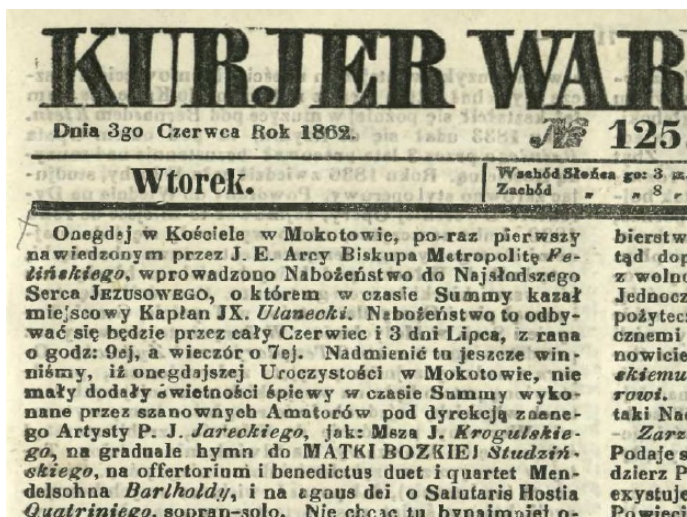 KURJER WAR
Dnia 3go Czerwca Rok 1862.
№ 125.
Wtorek.
Wschód Słońca go: 3 m.
Zachód „ „ 8 „
Onegdaj w Kościele w Mokotowie, po-raz pierwszy
nawiedzonym przez J. E. Arcy Biskupa Metropolitę Fe-
lińskiego, wprowadzono Nabożeństwo do Najsłodszego
Serca JEZUSOWEGO, o którem w czasie Summy kazał
miejscowy Kapłan JX. Ulanecki. Nabożeństwo to odby-
wać się będzie przez cały Czerwiec i 3 dni Lipca, z rana
o godz: 9ej, a wieczór o 7ej. Nadmienić tu jeszcze win-
niśmy, iż onegdajszej Uroczystości w Mokotowie, nie
mały dodały świetności śpiewy w czasie Summy wyko-
nane przez szanownych Amatorów pod dyrekcją znane-
go Artysty P. J. Jareckiego, jak: Msza J. Krogulskie-
go, na graduale hymn do MATKI BOZKIEJ Studziń-
skiego, na offertorium i benedictus duet i quartet Men-
delsohna Bartholdy, i na agnus dei, o Salutaris Hostia
Quatriniego, sopran-solo. Nie chcąc tu bynajmniej o-
bierstw
tąd dop
z wolno
Jednocz
pożytec:
cznemi
nowicie
skiemu
rowi.
taki Nac
– Zarz
Podaje s
dzierz P
exystuje
Powieci